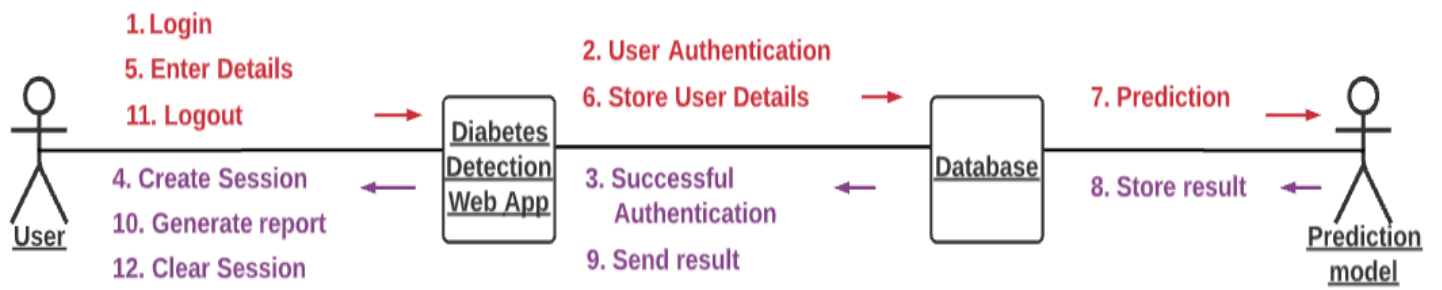 1. Login
5. Enter Details
11. Logout
4. Create Session
10. Generate report
12. Clear Session
User
Diabetes
Detection
Web App
2. User Authentication
6. Store User Details
3. Successful
Authentication
9. Send result
Database
7. Prediction
8. Store result
Prediction
model